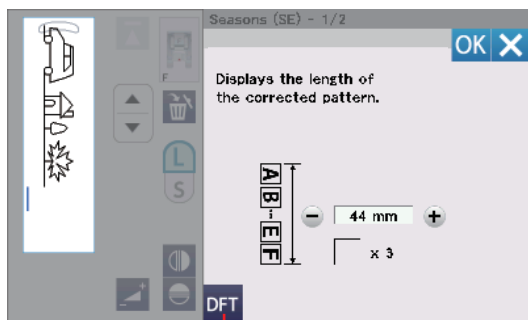 Seasons (SE) - 1/2
OK
Displays the length of
the corrected pattern.
F
L
S
A
B
E
F
44 mm
x 3
DFT